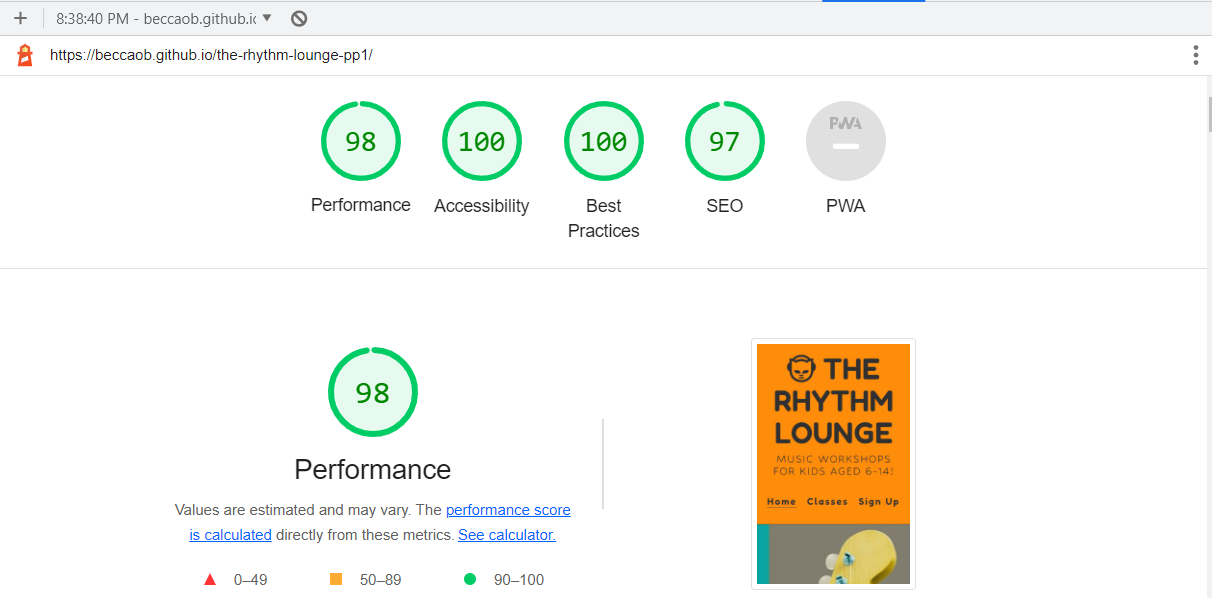 8:38:40 PM - beccaob.github.ic
https://beccaob.github.io/the-rhythm-lounge-pp1/
98 100 100 97 PWA
Performance Accessibility Best Practices SEO PWA
98
Performance
Values are estimated and may vary. The performance score
is calculated directly from these metrics. See calculator.
0–49 50–89 90–100
THE
RHYTHM
LOUNGE
MUSIC WORKSHOPS
FOR KIDS AGED 6-14!
Home Classes Sign Up